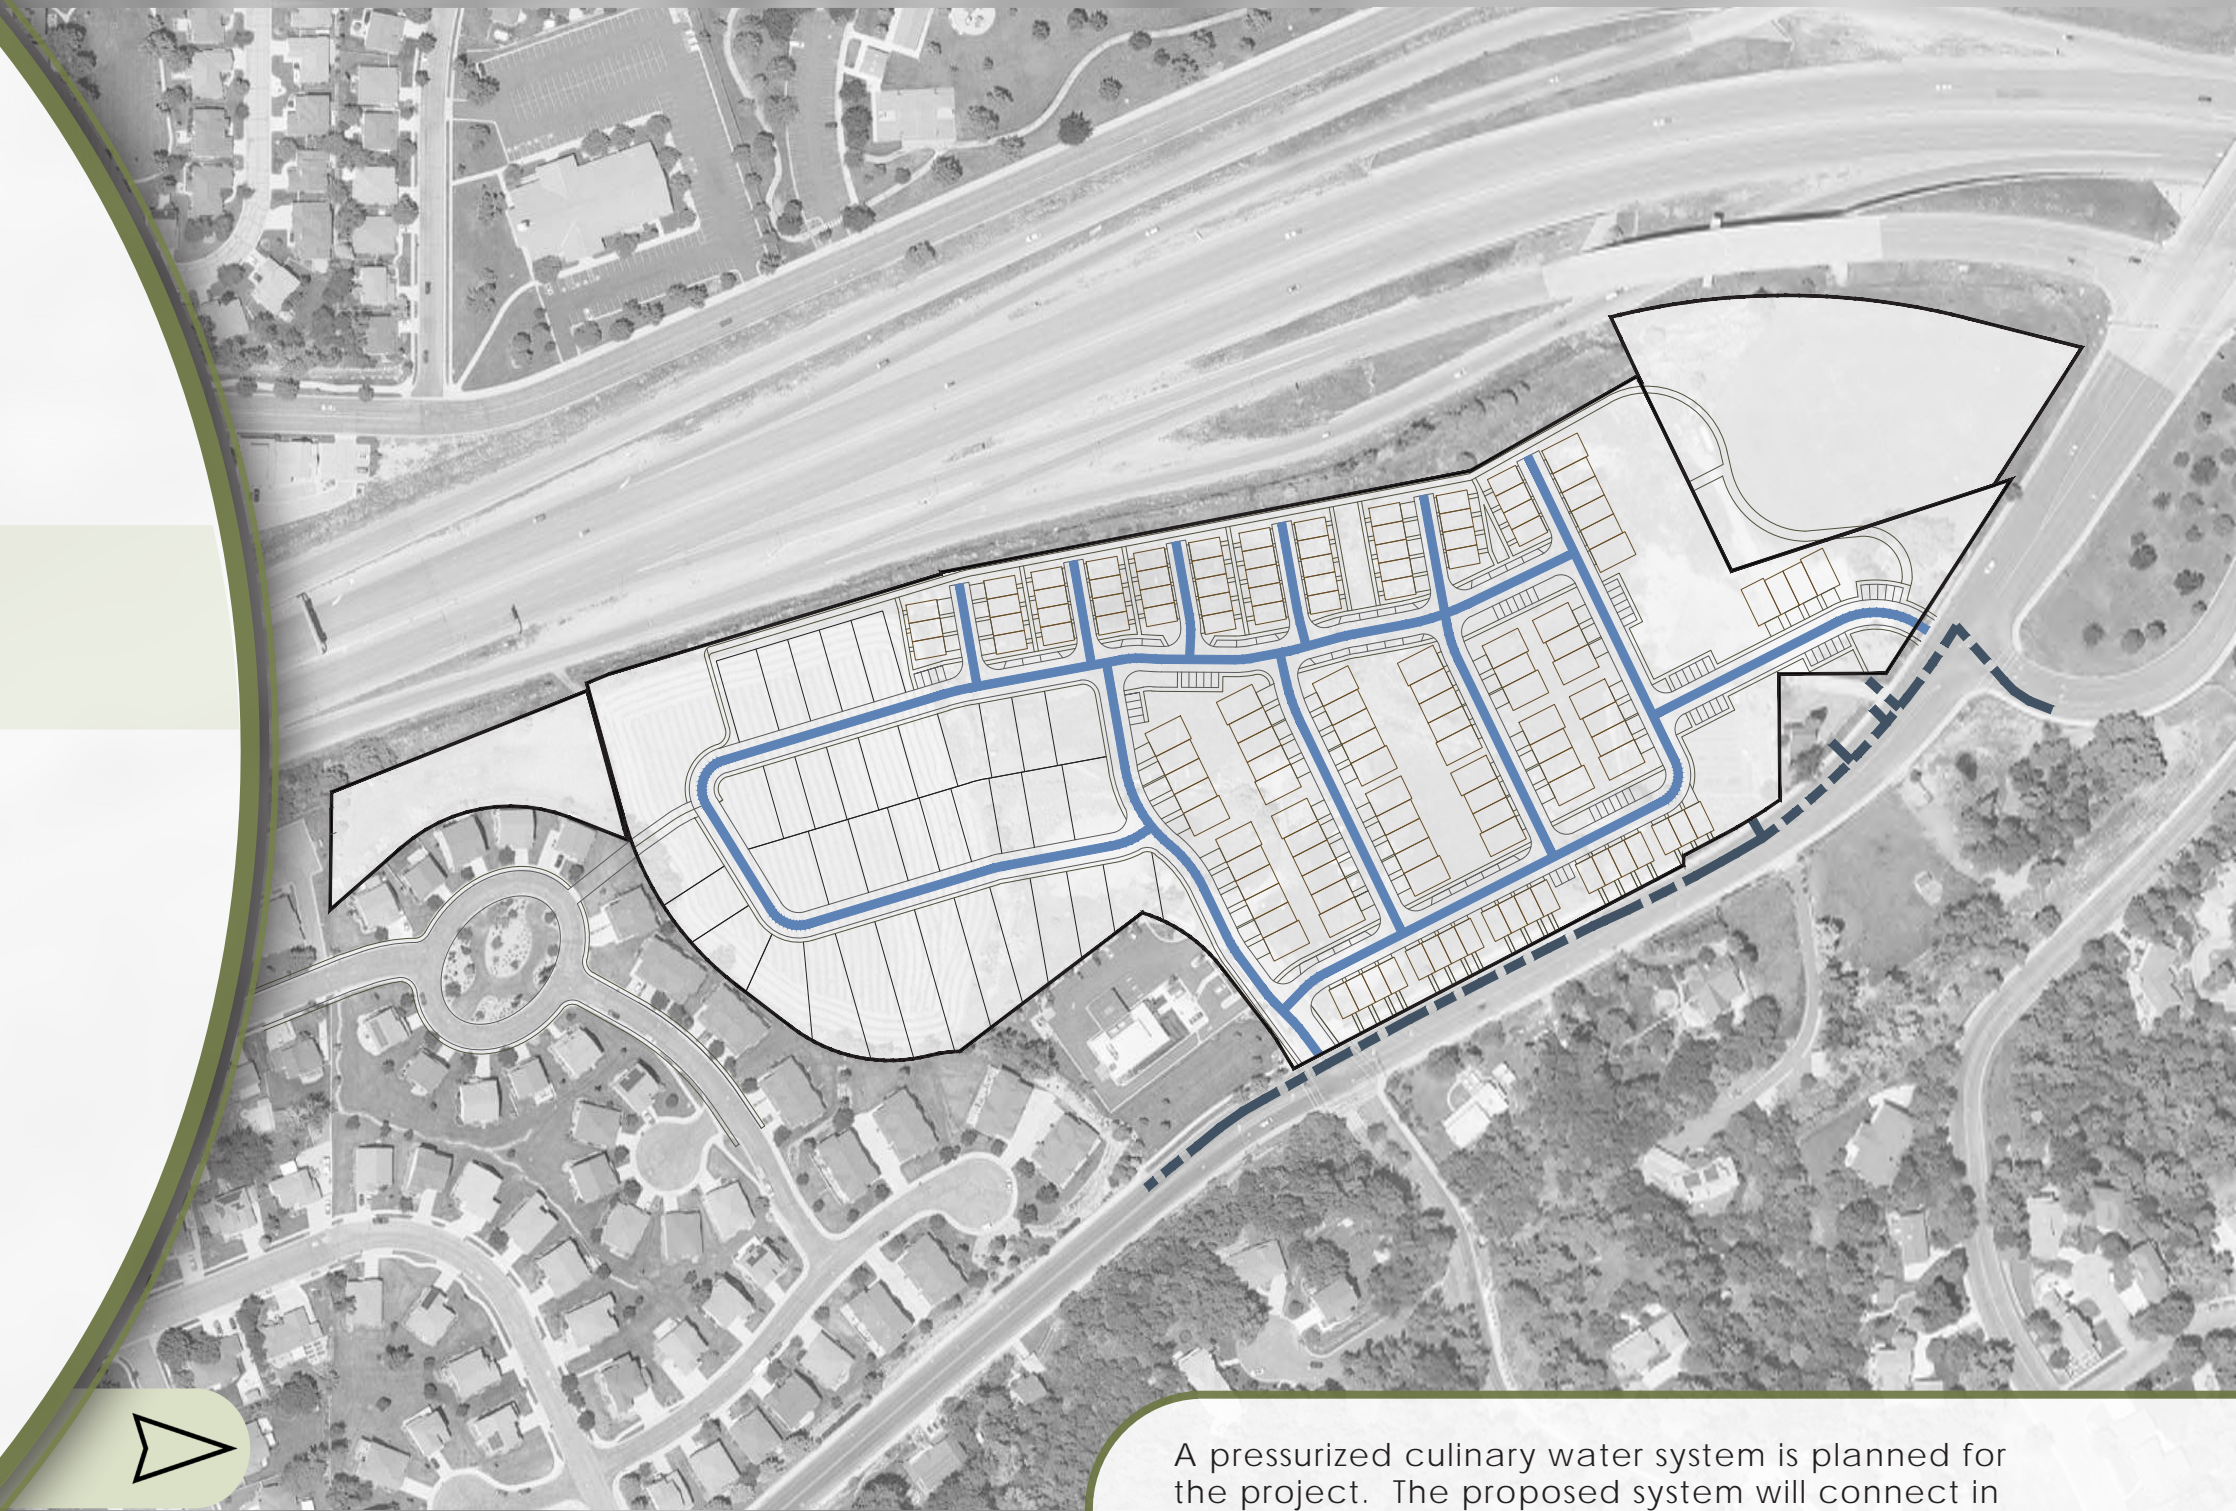 A pressurized culinary water system is planned for
the project. The proposed system will connect in